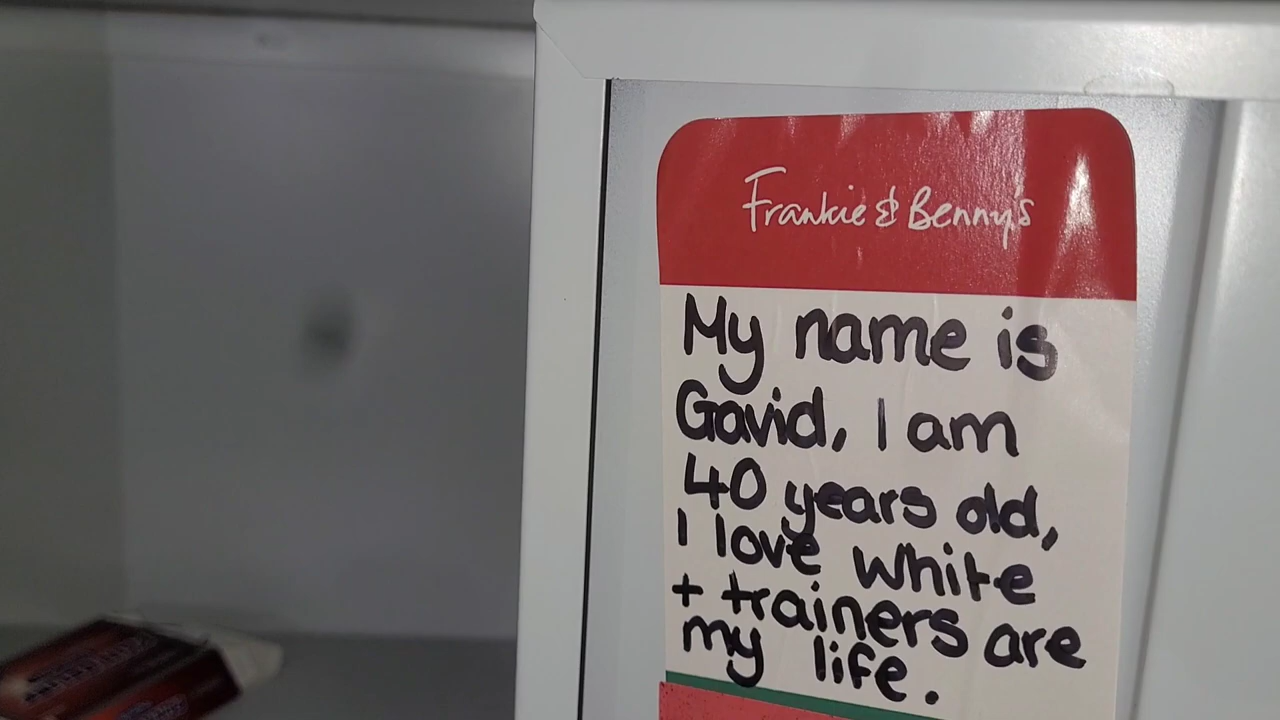 Frankie & Benny's
My name is
Gavid, I am
40 years old,
I love white
+ trainers are
my life.